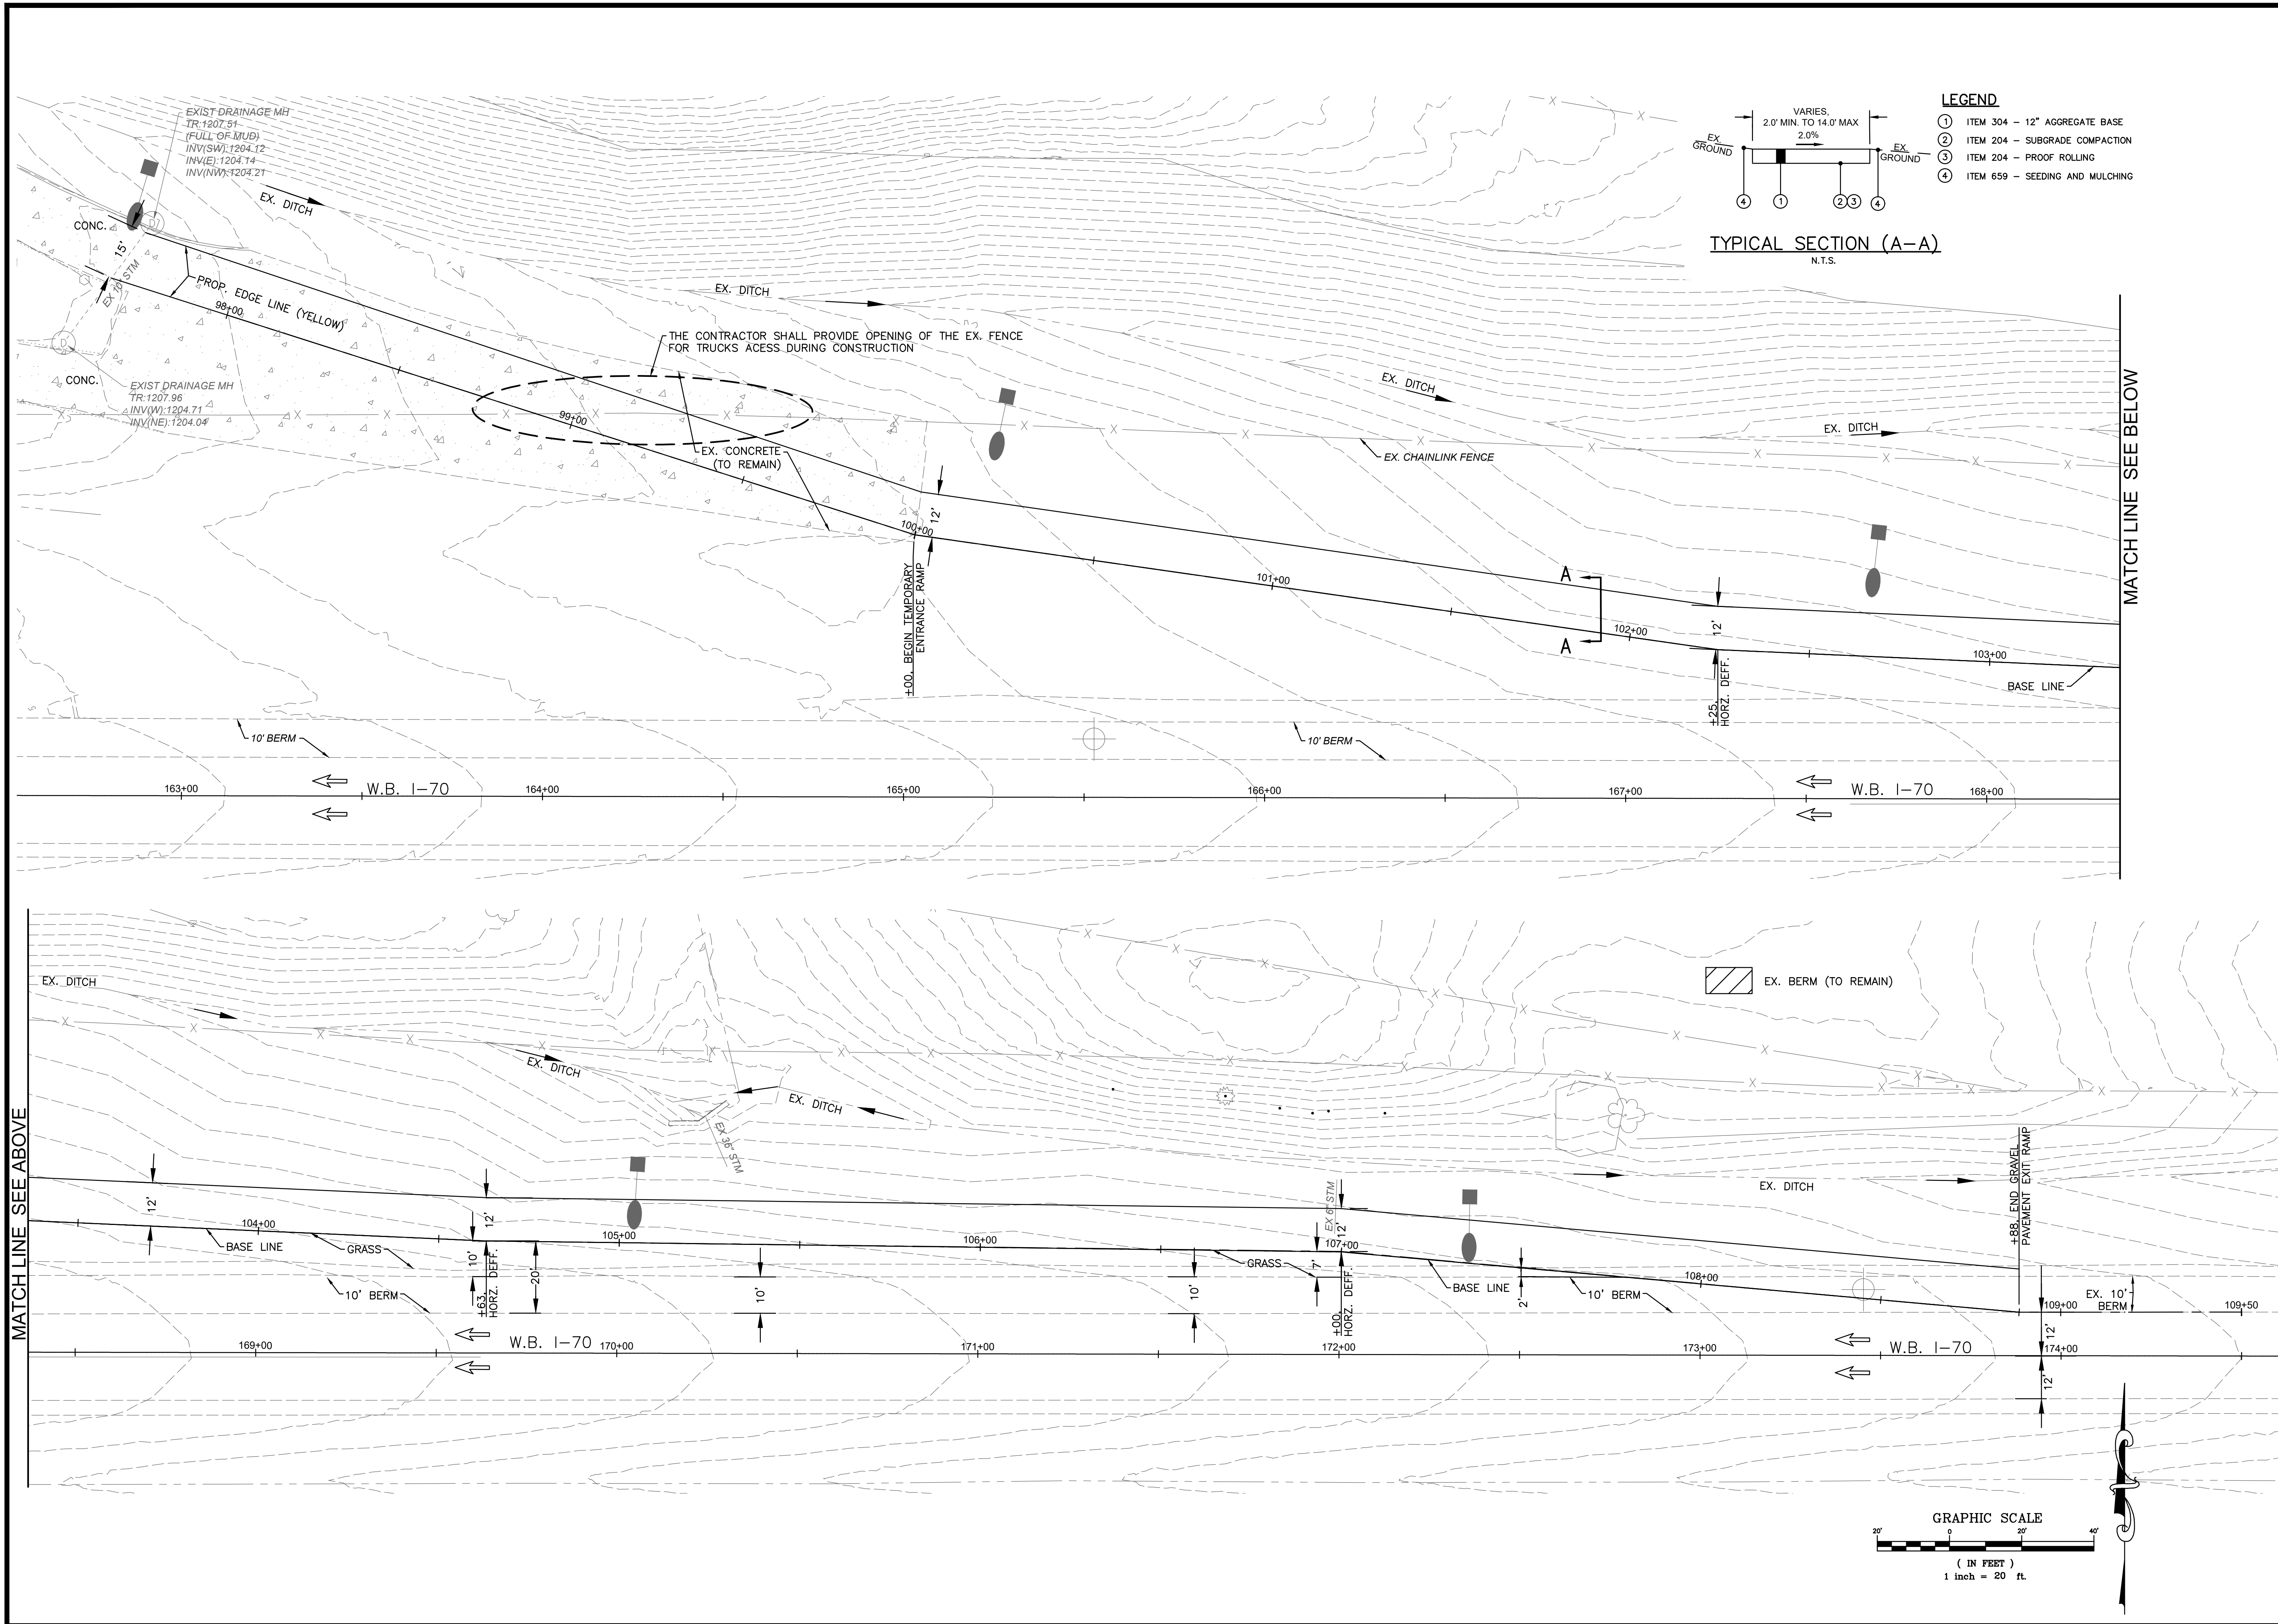 EXIST DRAINAGE MH
TR:1207.51
(FULL OF MUD)
INV(SW):1204.12
INV(E):1204.14
INV(NW):1204.21
EX. DITCH
CONC.
15'
EX 10" STM
PROP. EDGE LINE (YELLOW)
98+00
D
CONC.
EXIST DRAINAGE MH
TR:1207.96
INV(W):1204.71
INV(NE):1204.04
EX. DITCH
THE CONTRACTOR SHALL PROVIDE OPENING OF THE EX. FENCE
FOR TRUCKS ACESS DURING CONSTRUCTION
99+00
EX. CONCRETE
(TO REMAIN)
100+00
12'
+00, BEGIN TEMPORARY
ENTRANCE RAMP
EX. DITCH
EX. CHAINLINK FENCE
EX. DITCH
101+00
A
A
102+00
12'
+25,
HORZ. DEFF.
103+00
BASE LINE
MATCH LINE SEE BELOW
VARIES,
2.0' MIN. TO 14.0' MAX
2.0%
EX.
GROUND
EX.
GROUND
4
1
2 3
4
TYPICAL SECTION (A-A)
N.T.S.
LEGEND
1 ITEM 304 - 12" AGGREGATE BASE
2 ITEM 204 - SUBGRADE COMPACTION
3 ITEM 204 - PROOF ROLLING
4 ITEM 659 - SEEDING AND MULCHING
10' BERM
10' BERM
163+00
W.B. I-70
164+00
165+00
166+00
167+00
W.B. I-70
168+00
MATCH LINE SEE ABOVE
EX. DITCH
EX. DITCH
EX. DITCH
EX 36" STM
EX. BERM (TO REMAIN)
EX. DITCH
12'
104+00
BASE LINE
GRASS
10' BERM
10'
12'
+63,
HORZ. DEFF.
20'
105+00
10'
106+00
10'
GRASS
7'
EX 6" STM
12'
107+00
+00,
HORZ. DEFF.
BASE LINE
2'
10' BERM
108+00
+88, END GRAVEL
PAVEMENT EXIT RAMP
109+00
EX. 10'
BERM
109+50
12'
12'
169+00
W.B. I-70
170+00
171+00
172+00
173+00
W.B. I-70
174+00
GRAPHIC SCALE
20' 0 20' 40'
( IN FEET )
1 inch = 20 ft.